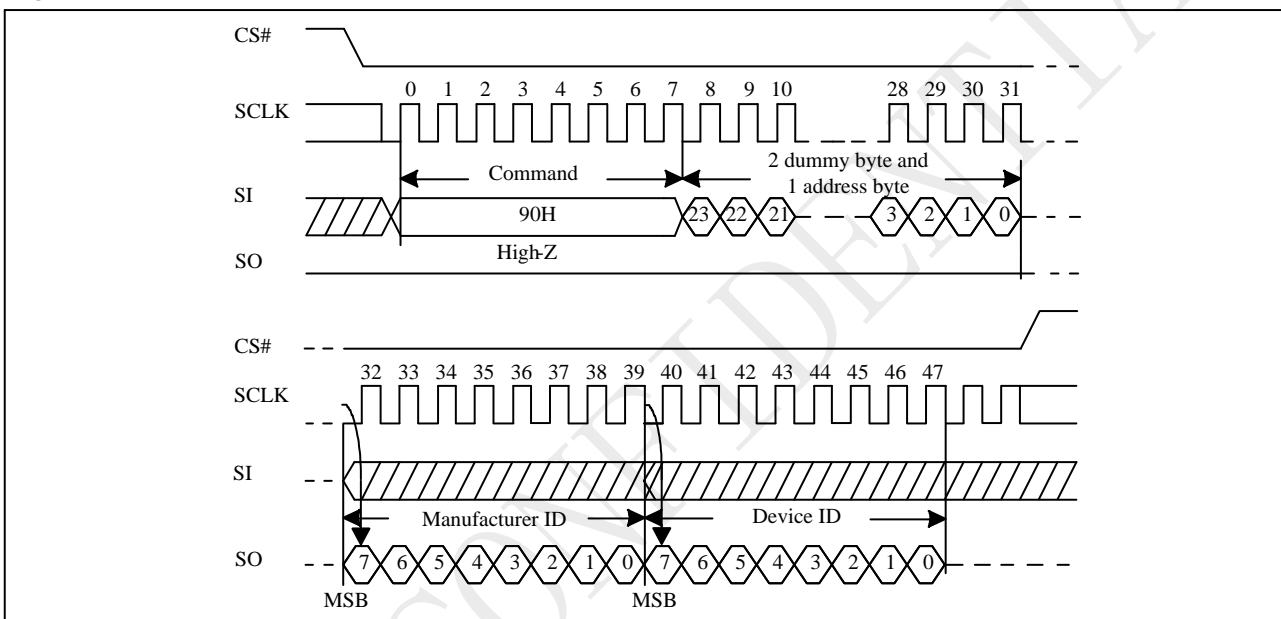 CS#
0 1 2 3 4 5 6 7 8 9 10 28 29 30 31
SCLK
Command
2 dummy byte and
1 address byte
SI
90H
23 22 21 3 2 1 0
High-Z
SO
CS#
32 33 34 35 36 37 38 39 40 41 42 43 44 45 46 47
SCLK
SI
Manufacturer ID
Device ID
SO
7 6 5 4 3 2 1 0 7 6 5 4 3 2 1 0
MSB
MSB
CONFIDENTIA